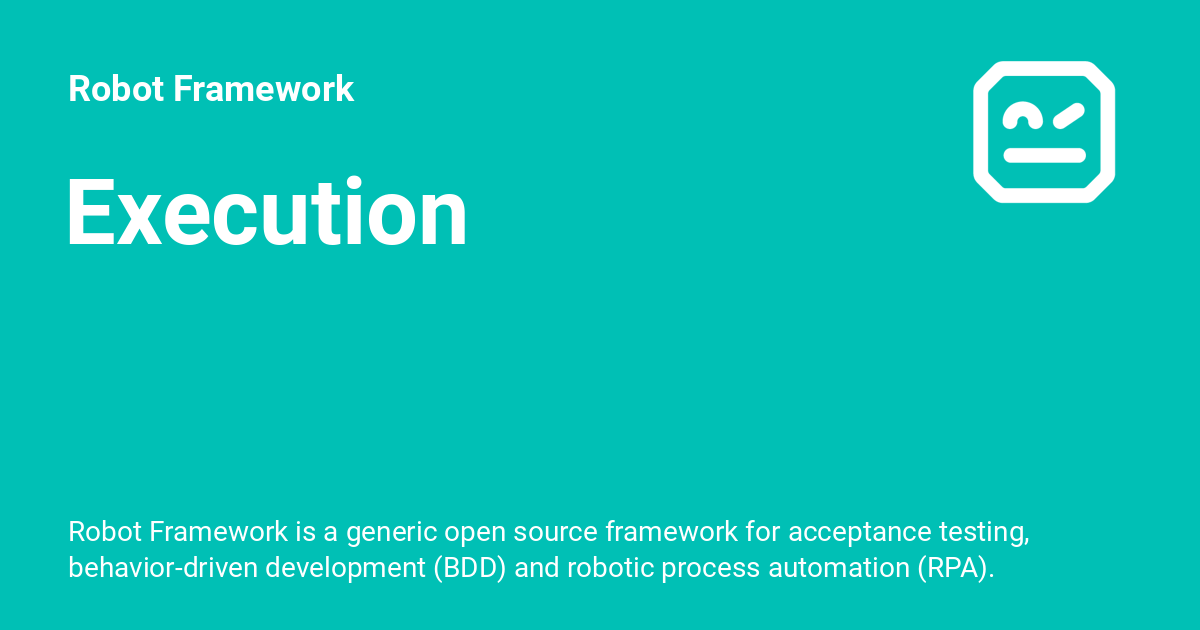 Robot Framework
Execution
Robot Framework is a generic open source framework for acceptance testing,
behavior-driven development (BDD) and robotic process automation (RPA).